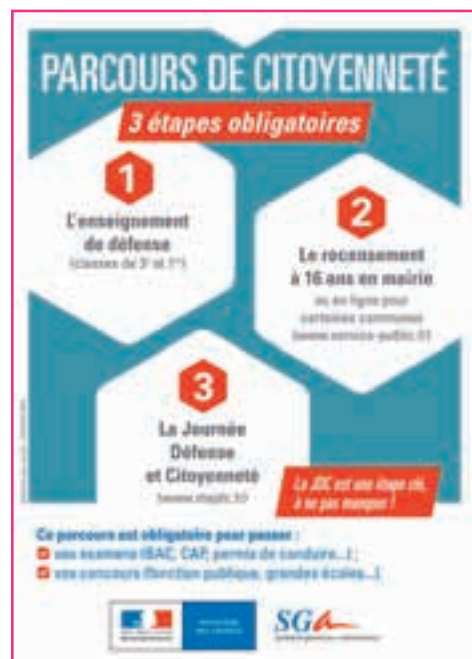 PARCOURS DE CITOYENNETÉ
3 étapes obligatoires
1
L'enseignement
de défense
(classes de 3e et 1re)
2
Le recensement
à 16 ans en mairie
ou en ligne pour
certaines communes
(www.service-public.fr)
3
La Journée
Défense
et Citoyenneté
La JDC est une étape clé,
à ne pas manquer !
Ce parcours est obligatoire pour passer :
vos examens (BAC, CAP, permis de conduire...) ;
vos concours (fonction publique, grandes écoles...)
SGA